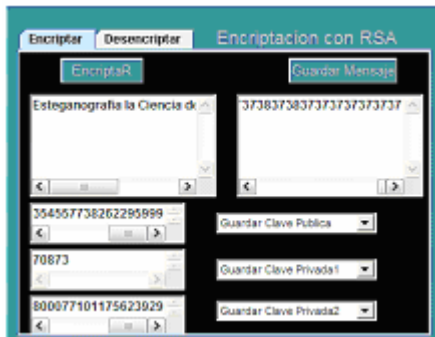 Encriptar Desencriptar Encriptacion con RSA
EncriptaR Guardar Mensaje
Esteganografia la Ciencia de
3738373837373737373737
354557738262295999
Guardar Clave Publica
70873
Guardar Clave Privada1
800077101175623929
Guardar Clave Privada2